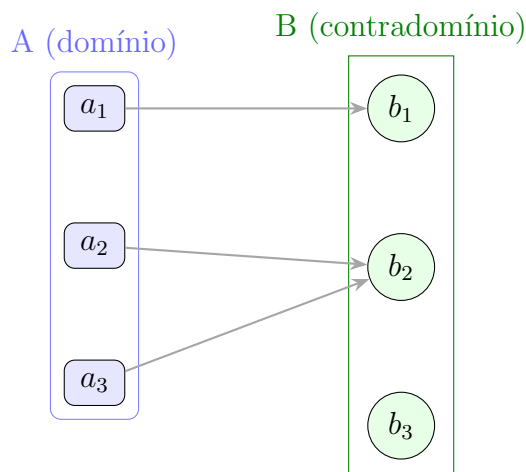 A (domínio)
B (contradomínio)
a₁
b₁
a₂
b₂
a₃
b₃